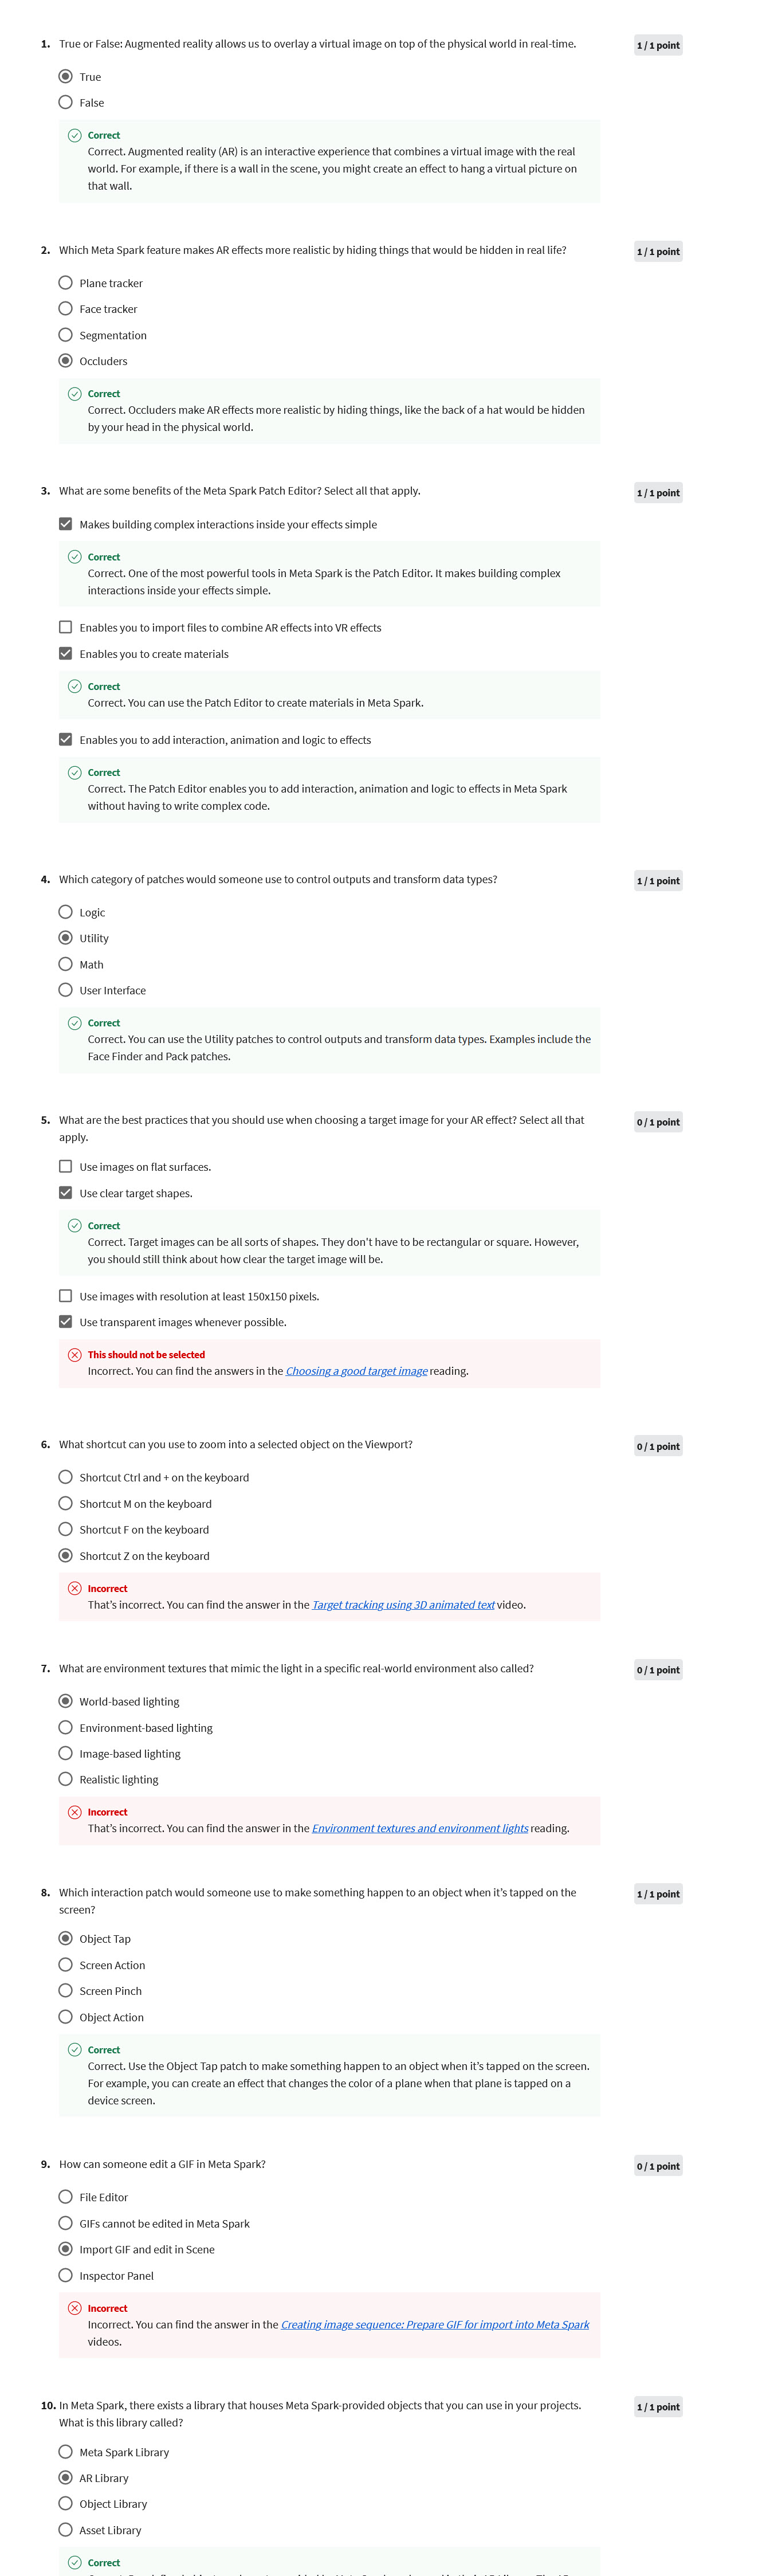 1. True or False: Augmented reality allows us to overlay a virtual image on top of the physical world in real-time.
1 / 1 point
True
False
Correct
Correct. Augmented reality (AR) is an interactive experience that combines a virtual image with the real
world. For example, if there is a wall in the scene, you might create an effect to hang a virtual picture on
that wall.
2. Which Meta Spark feature makes AR effects more realistic by hiding things that would be hidden in real life?
1 / 1 point
Plane tracker
Face tracker
Segmentation
Occluders
Correct
Correct. Occluders make AR effects more realistic by hiding things, like the back of a hat would be hidden
by your head in the physical world.
3. What are some benefits of the Meta Spark Patch Editor? Select all that apply.
1 / 1 point
Makes building complex interactions inside your effects simple
Correct
Correct. One of the most powerful tools in Meta Spark is the Patch Editor. It makes building complex
interactions inside your effects simple.
Enables you to import files to combine AR effects into VR effects
Enables you to create materials
Correct
Correct. You can use the Patch Editor to create materials in Meta Spark.
Enables you to add interaction, animation and logic to effects
Correct
Correct. The Patch Editor enables you to add interaction, animation and logic to effects in Meta Spark
without having to write complex code.
4. Which category of patches would someone use to control outputs and transform data types?
1 / 1 point
Logic
Utility
Math
User Interface
Correct
Correct. You can use the Utility patches to control outputs and transform data types. Examples include the
Face Finder and Pack patches.
5. What are the best practices that you should use when choosing a target image for your AR effect? Select all that
apply.
0 / 1 point
Use images on flat surfaces.
Use clear target shapes.
Correct
Correct. Target images can be all sorts of shapes. They don't have to be rectangular or square. However,
you should still think about how clear the target image will be.
Use images with resolution at least 150x150 pixels.
Use transparent images whenever possible.
This should not be selected
Incorrect. You can find the answers in the Choosing a good target image reading.
6. What shortcut can you use to zoom into a selected object on the Viewport?
0 / 1 point
Shortcut Ctrl and + on the keyboard
Shortcut M on the keyboard
Shortcut F on the keyboard
Shortcut Z on the keyboard
Incorrect
That’s incorrect. You can find the answer in the Target tracking using 3D animated text video.
7. What are environment textures that mimic the light in a specific real-world environment also called?
0 / 1 point
World-based lighting
Environment-based lighting
Image-based lighting
Realistic lighting
Incorrect
That’s incorrect. You can find the answer in the Environment textures and environment lights reading.
8. Which interaction patch would someone use to make something happen to an object when it’s tapped on the
screen?
1 / 1 point
Object Tap
Screen Action
Screen Pinch
Object Action
Correct
Correct. Use the Object Tap patch to make something happen to an object when it’s tapped on the screen.
For example, you can create an effect that changes the color of a plane when that plane is tapped on a
device screen.
9. How can someone edit a GIF in Meta Spark?
0 / 1 point
File Editor
GIFs cannot be edited in Meta Spark
Import GIF and edit in Scene
Inspector Panel
Incorrect
Incorrect. You can find the answer in the Creating image sequence: Prepare GIF for import into Meta Spark
videos.
10. In Meta Spark, there exists a library that houses Meta Spark-provided objects that you can use in your projects.
What is this library called?
1 / 1 point
Meta Spark Library
AR Library
Object Library
Asset Library
Correct